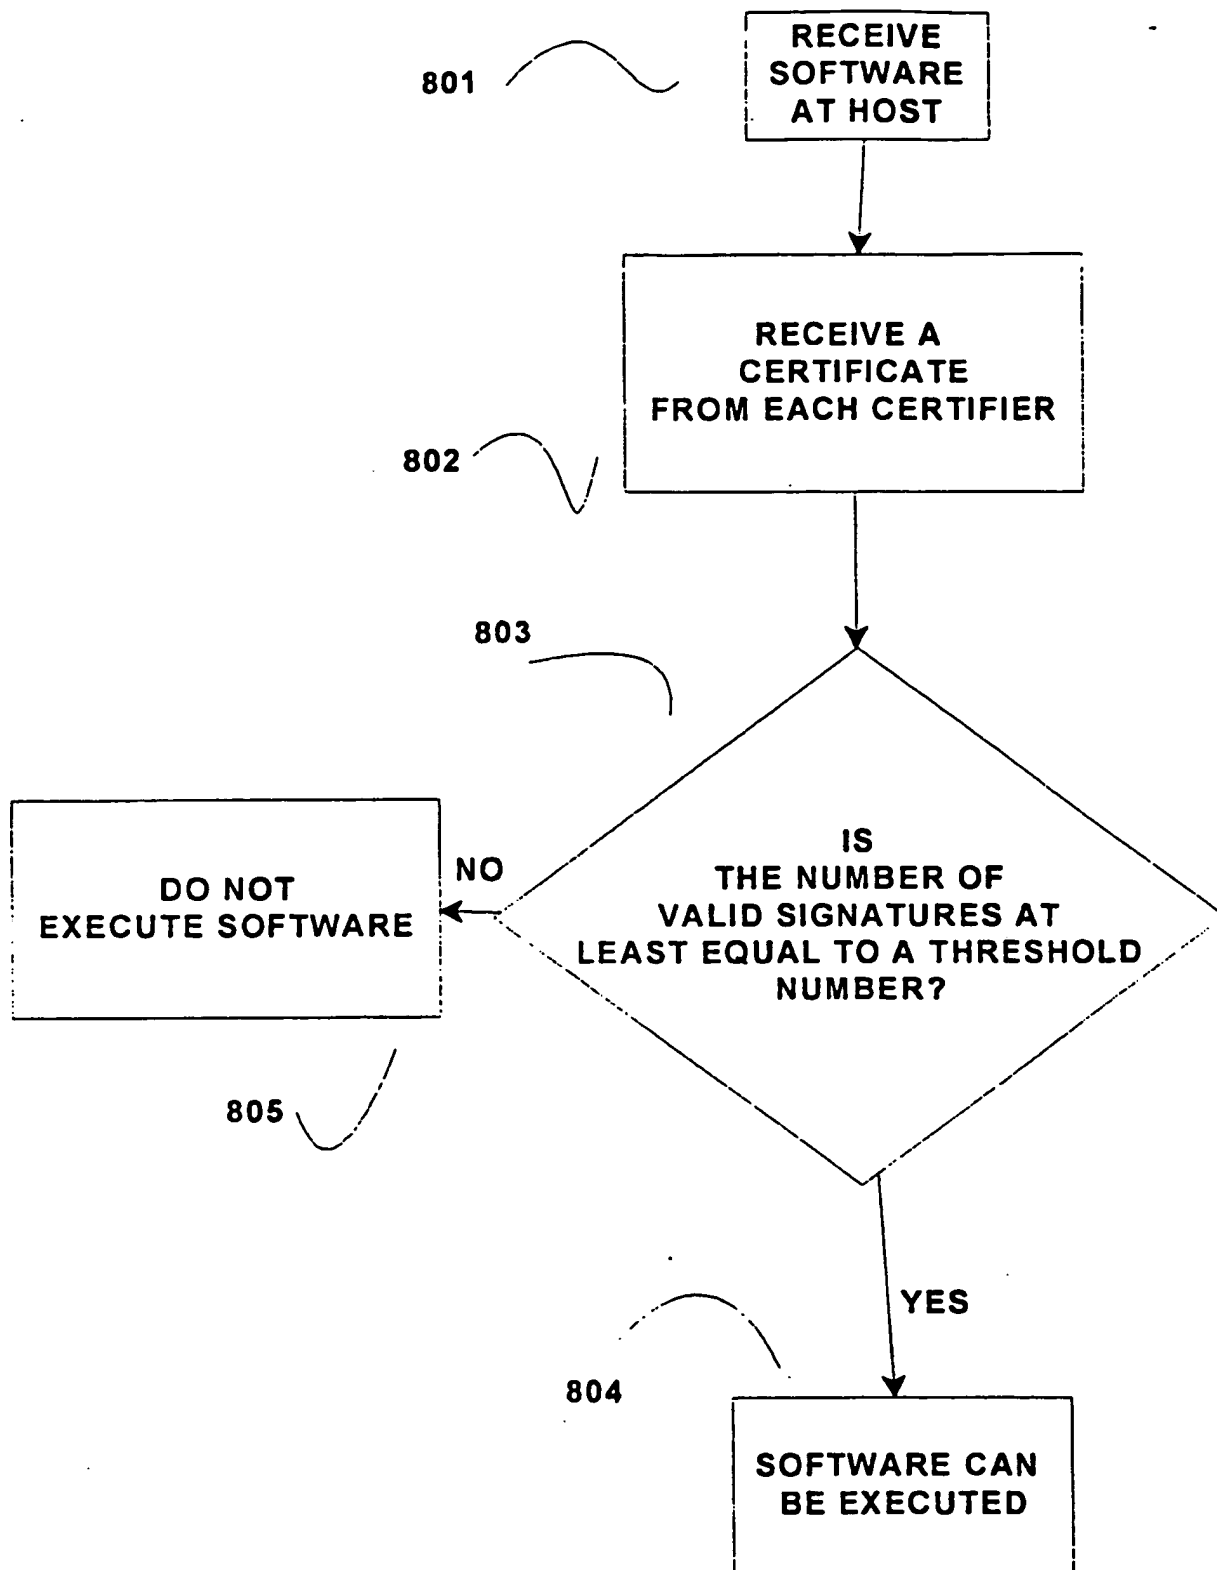 RECEIVE
SOFTWARE
AT HOST
801
RECEIVE A
CERTIFICATE
FROM EACH CERTIFIER
802
803
IS
THE NUMBER OF
VALID SIGNATURES AT
LEAST EQUAL TO A THRESHOLD
NUMBER?
NO
DO NOT
EXECUTE SOFTWARE
805
YES
804
SOFTWARE CAN
BE EXECUTED